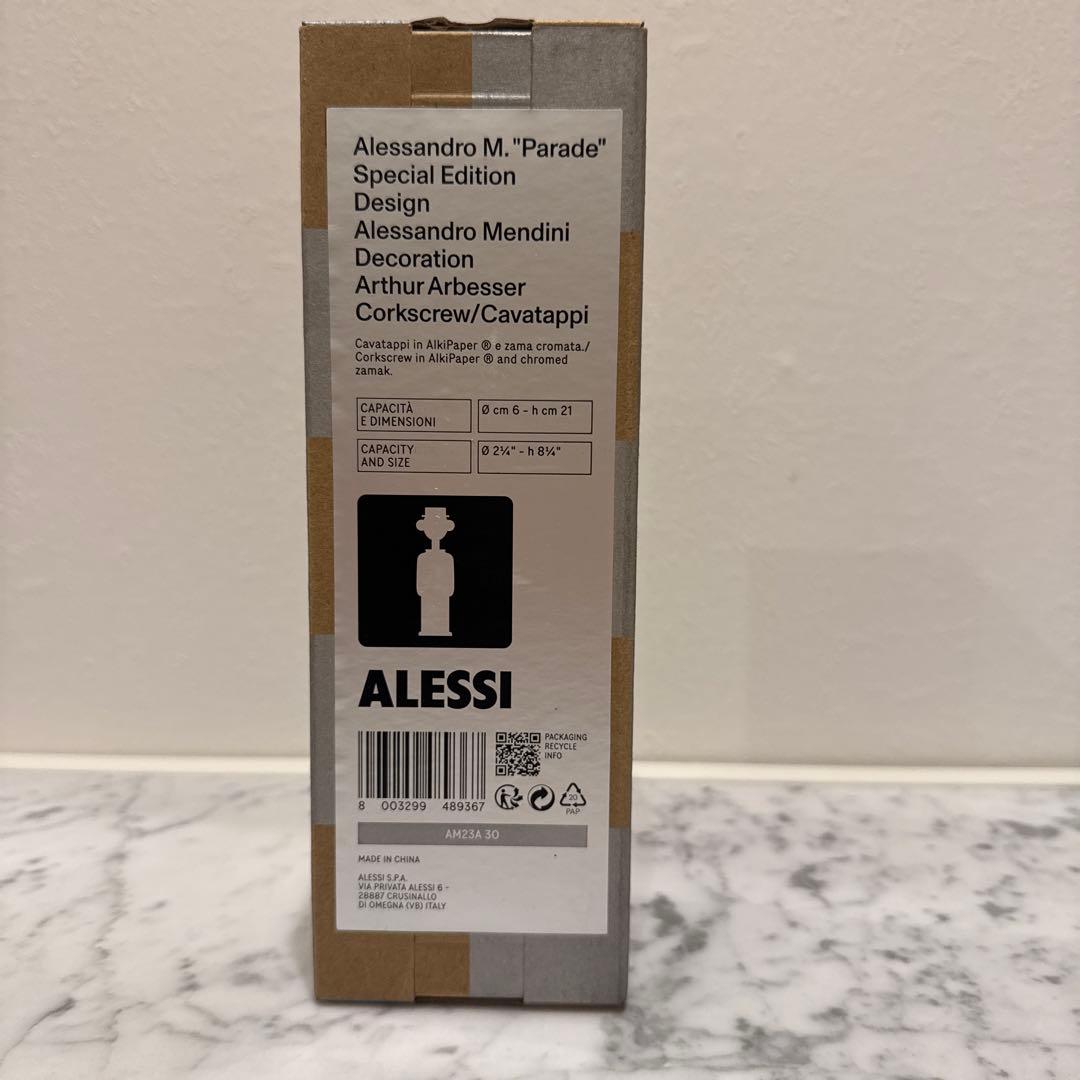 Alessandro M. "Parade"
Special Edition
Design
Alessandro Mendini
Decoration
Arthur Arbesser
Corkscrew/Cavatappi
Cavatappi in AlkiPaper ® e zama cromata./
Corkscrew in AlkiPaper ® and chromed
zamak.
CAPACITÀ
E DIMENSIONI
Ø cm 6 - h cm 21
CAPACITY
AND SIZE
Ø 2¼" - h 8¼"
ALESSI
PACKAGING
RECYCLE
INFO
8 003299 489367
20
PAP
AM23A 30
MADE IN CHINA
ALESSI S.P.A.
VIA PRIVATA ALESSI 6 -
28887 CRUSINALLO
DI OMEGNA (VB) ITALY